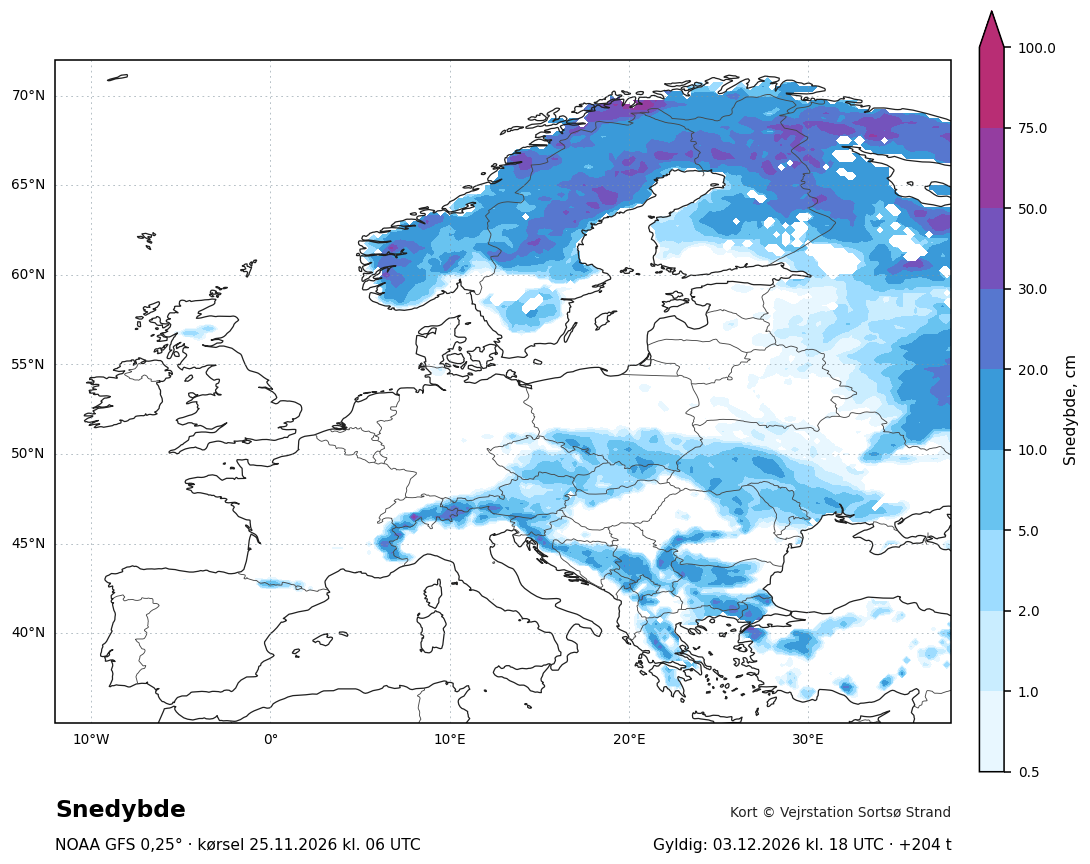 100.0
75.0
50.0
30.0
20.0
10.0
5.0
2.0
1.0
0.5
Snedybde, cm
70°N
65°N
60°N
55°N
50°N
45°N
40°N
10°W 0° 10°E 20°E 30°E
Snedybde
Kort © Vejrstation Sortsø Strand
NOAA GFS 0,25° · kørsel 25.11.2026 kl. 06 UTC
Gyldig: 03.12.2026 kl. 18 UTC · +204 t